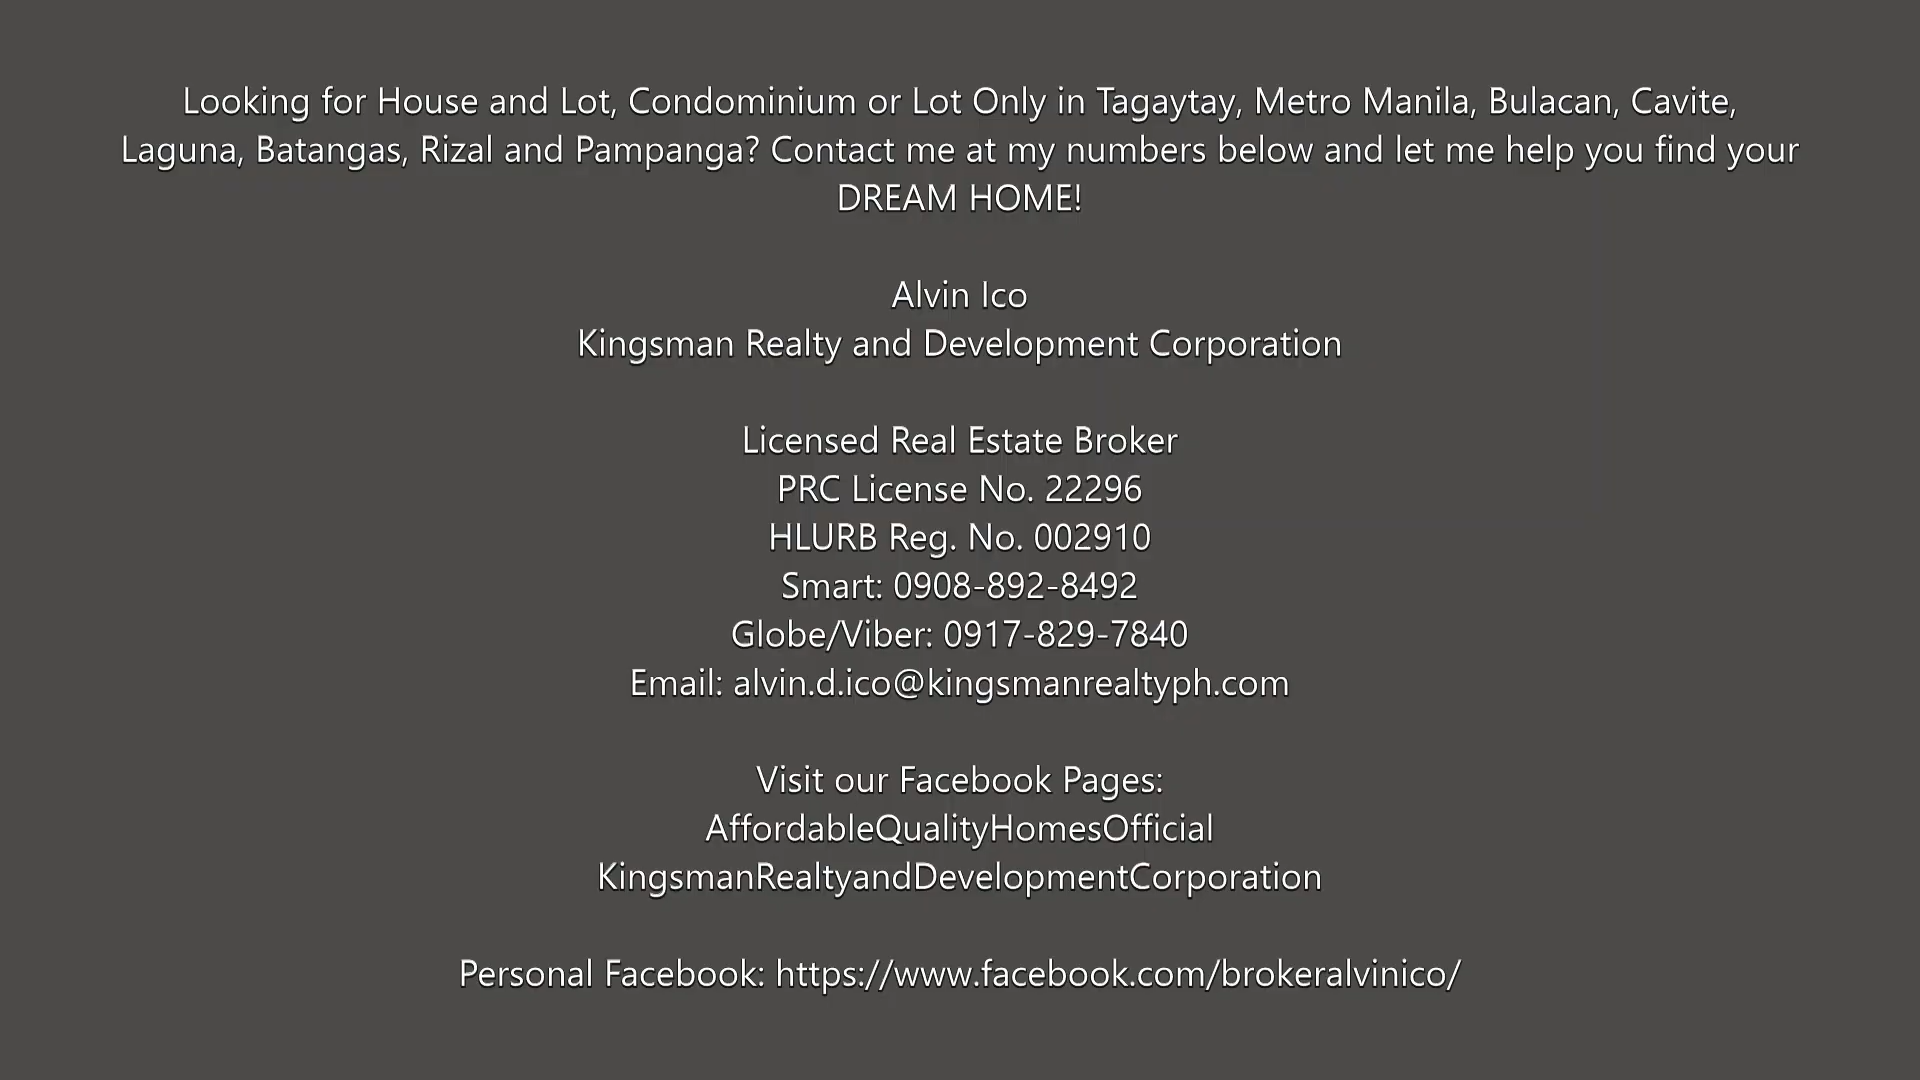 Looking for House and Lot, Condominium or Lot Only in Tagaytay, Metro Manila, Bulacan, Cavite,
Laguna, Batangas, Rizal and Pampanga? Contact me at my numbers below and let me help you find your
DREAM HOME!
Alvin Ico
Kingsman Realty and Development Corporation
Licensed Real Estate Broker
PRC License No. 22296
HLURB Reg. No. 002910
Smart: 0908-892-8492
Globe/Viber: 0917-829-7840
Email: alvin.d.ico@kingsmanrealtyph.com
Visit our Facebook Pages:
AffordableQualityHomesOfficial
KingsmanRealtyandDevelopmentCorporation
Personal Facebook: https://www.facebook.com/brokeralvinico/